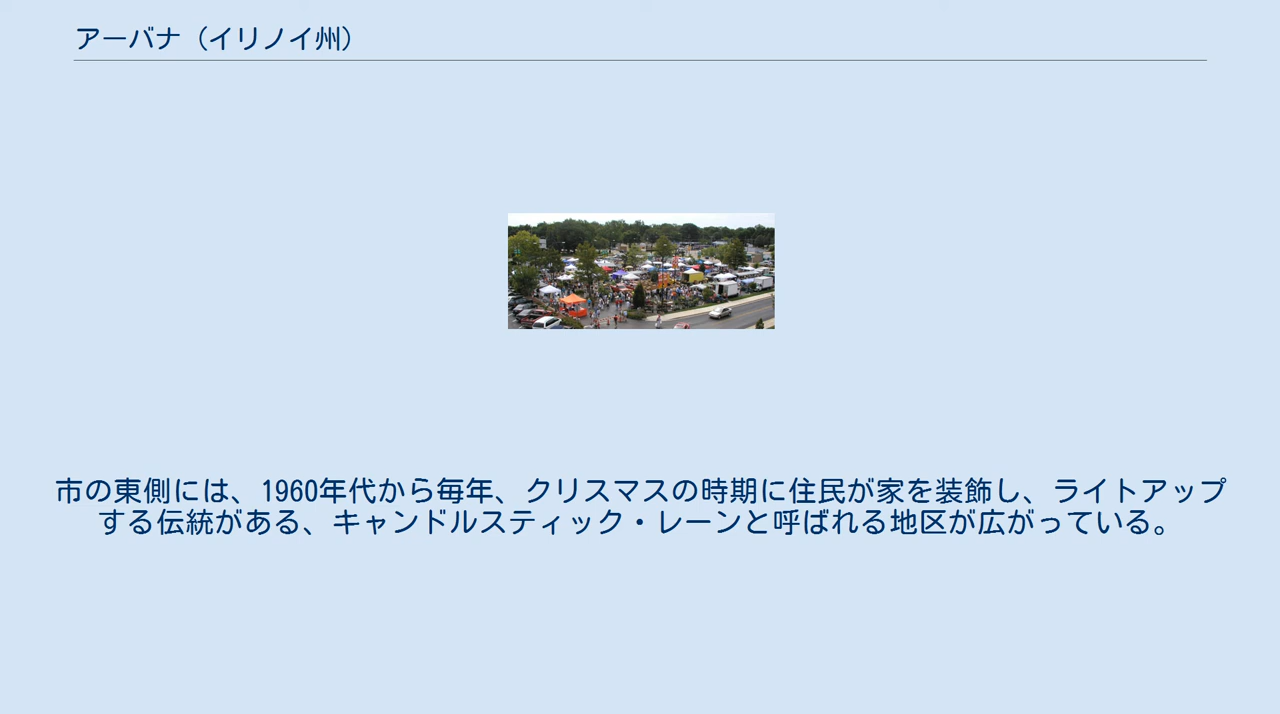 アーバナ（イリノイ州）
市の東側には、1960年代から毎年、クリスマスの時期に住民が家を装飾し、ライトアップ
する伝統がある、キャンドルスティック・レーンと呼ばれる地区が広がっている。